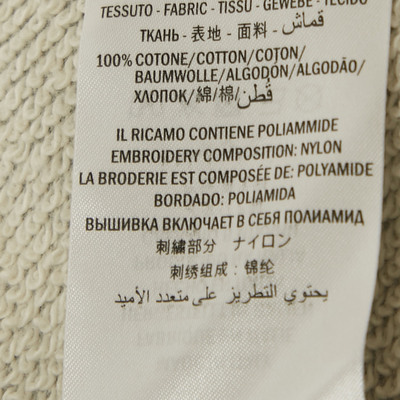 TESSUTO - FABRIC - TISSU - GEWEBE - TECIDO
ТКАНЬ - 表地 - 面料 - قماش
100% COTONE/COTTON/COTON/
BAUMWOLLE/ALGODÓN/ALGODÃO/
ХЛОПОК/綿/棉/قُطن
IL RICAMO CONTIENE POLIAMMIDE
EMBROIDERY COMPOSITION: NYLON
LA BRODERIE EST COMPOSÉE DE: POLYAMIDE
BORDADO: POLIAMIDA
ВЫШИВКА ВКЛЮЧАЕТ В СЕБЯ ПОЛИАМИД
刺繍部分 ナイロン
刺绣组成: 锦纶
يحتوي التطريز على متعدد الأميد